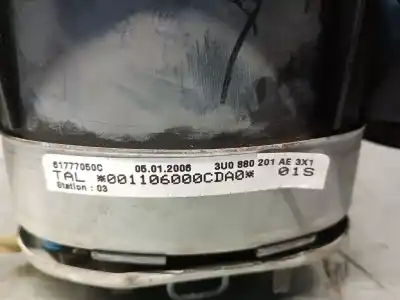 61777050C 05.01.2006 3U0 880 201 AE 3X1
TAL *001106000CDA0* 01S
Station : 03